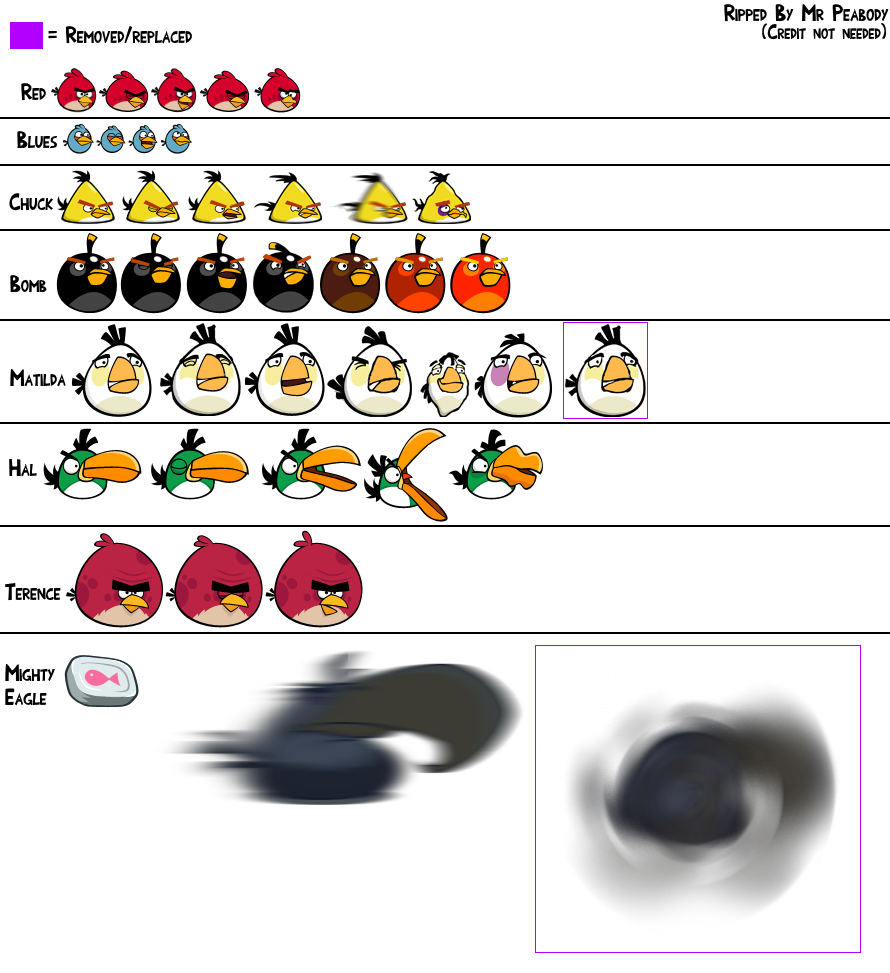 Ripped By Mr Peabody
(Credit not needed)
= Removed/replaced
Red
Blues
Chuck
Bomb
Matilda
Hal
Terence
Mighty
Eagle